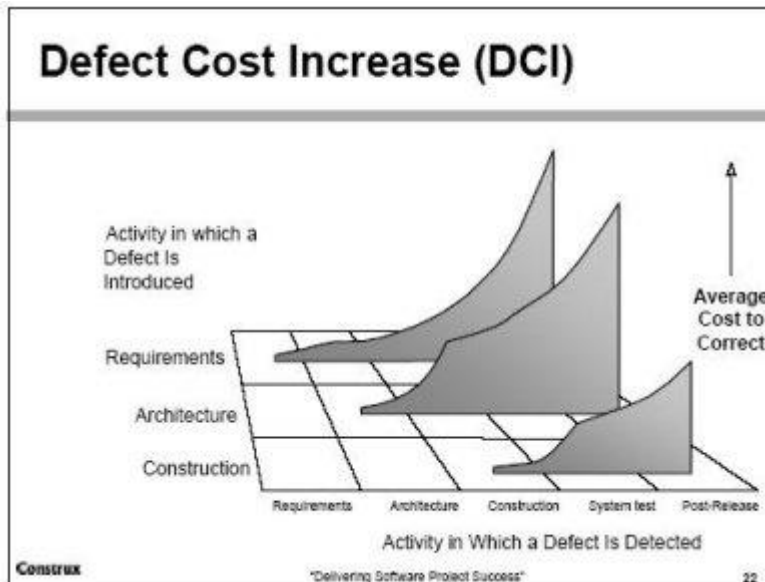 Defect Cost Increase (DCI)
Activity in which a
Defect Is
Introduced
Average
Cost to
Correct
Requirements
Architecture
Construction
Requirements Architecture Construction System test Post-Release
Activity in Which a Defect Is Detected
Construx
"Delivering Software Project Success"
22